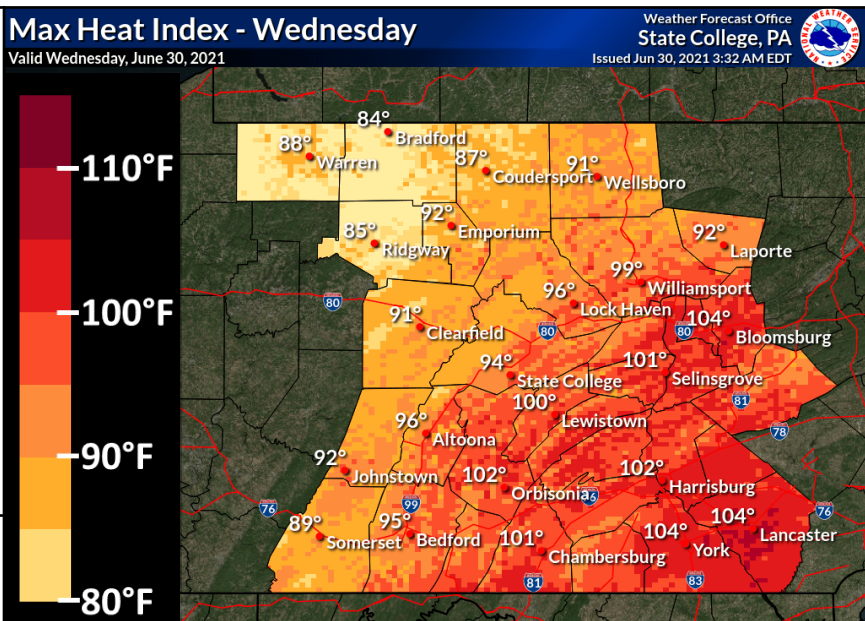 Max Heat Index - Wednesday
Valid Wednesday, June 30, 2021
Weather Forecast Office
State College, PA
Issued Jun 30, 2021 3:32 AM EDT
NATIONAL WEATHER SERVICE
110°F
100°F
90°F
80°F
84°
Bradford
88°
Warren
87°
Coudersport
91°
Wellsboro
92°
Emporium
85°
Ridgway
92°
Laporte
99°
Williamsport
96°
Lock Haven
80
91°
Clearfield
80
80
104°
Bloomsburg
94°
State College
101°
Selinsgrove
100°
Lewistown
81
96°
Altoona
78
92°
Johnstown
102°
Orbisonia
102°
Harrisburg
76
99
76
89°
Somerset
95°
Bedford
101°
Chambersburg
104°
York
104°
Lancaster
81
83